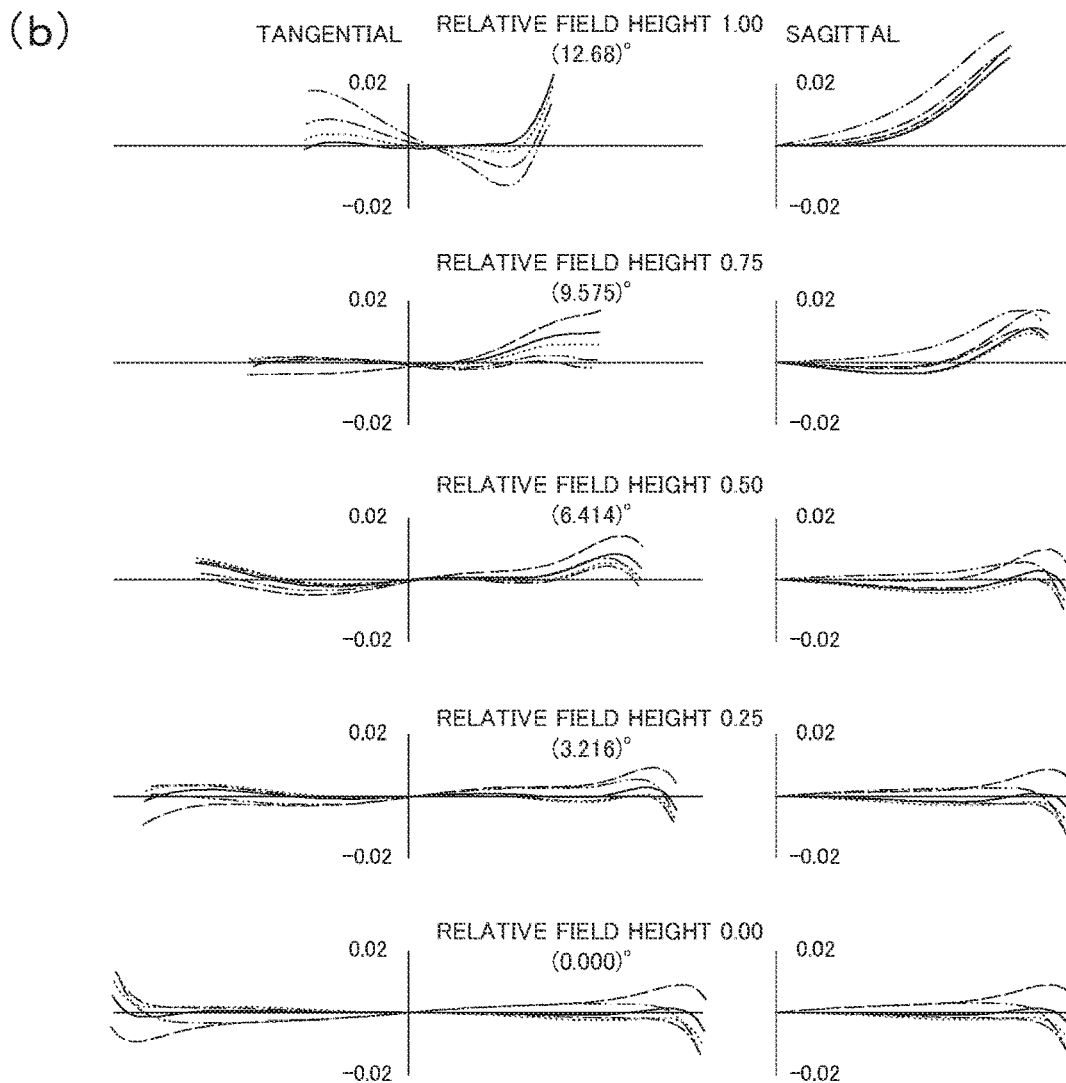 (b)
TANGENTIAL RELATIVE FIELD HEIGHT 1.00 SAGITTAL
(12.68)°
0.02 0.02
-0.02 -0.02
RELATIVE FIELD HEIGHT 0.75
(9.575)°
0.02 0.02
-0.02 -0.02
RELATIVE FIELD HEIGHT 0.50
(6.414)°
0.02 0.02
-0.02 -0.02
RELATIVE FIELD HEIGHT 0.25
(3.216)°
0.02 0.02
-0.02 -0.02
RELATIVE FIELD HEIGHT 0.00
(0.000)°
0.02 0.02
-0.02 -0.02